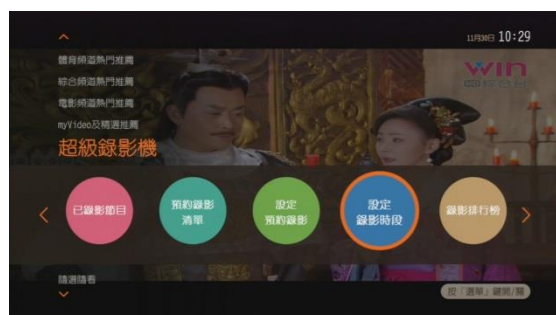 11月30日 10:29
體育頻道熱門推薦
綜合頻道熱門推薦
電影頻道熱門推薦
myVideo及精選推薦
超級錄影機
win
已錄影節目
預約錄影
清單
設定
預約錄影
設定
錄影時段
錄影排行榜
隨選隨看
按「選單」鍵開/關